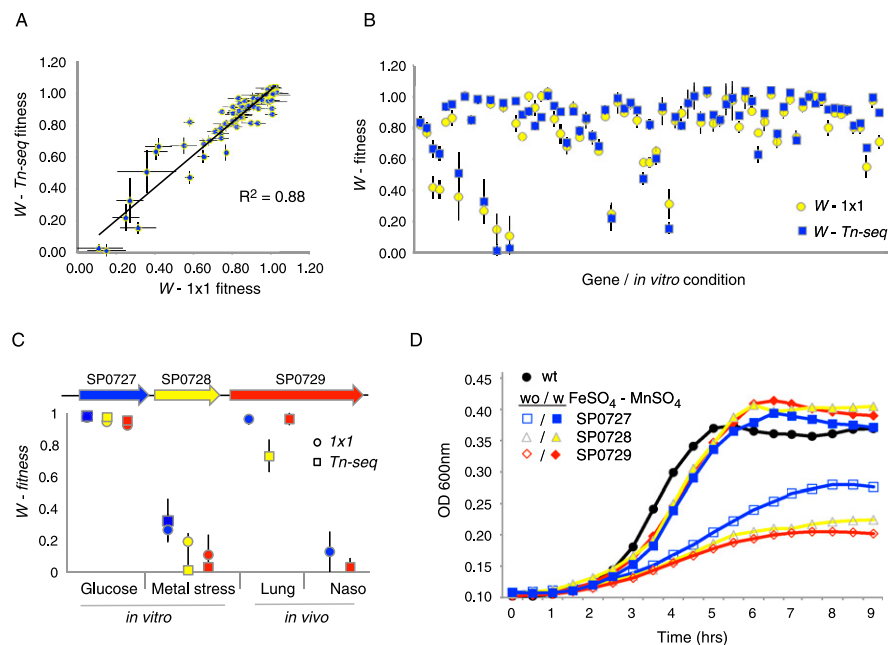 A
W - Tn-seq fitness
1.20
1.00
0.80
0.60
0.40
0.20
0.00
R² = 0.88
0.00 0.20 0.40 0.60 0.80 1.00 1.20
W - 1x1 fitness
B
W - fitness
1.20
1.00
0.80
0.60
0.40
0.20
0.00
W - 1x1
W - Tn-seq
Gene / in vitro condition
C
SP0727 SP0728 SP0729
W - fitness
1
0.8
0.6
0.4
0.2
0
1x1
Tn-seq
Glucose Metal stress Lung Naso
in vitro in vivo
D
OD 600nm
0.40
0.35
0.30
0.25
0.20
0.15
0.10
wt
wo / w FeSO₄ - MnSO₄
/ SP0727
/ SP0728
/ SP0729
0 1 2 3 4 5 6 7 8 9
Time (hrs)